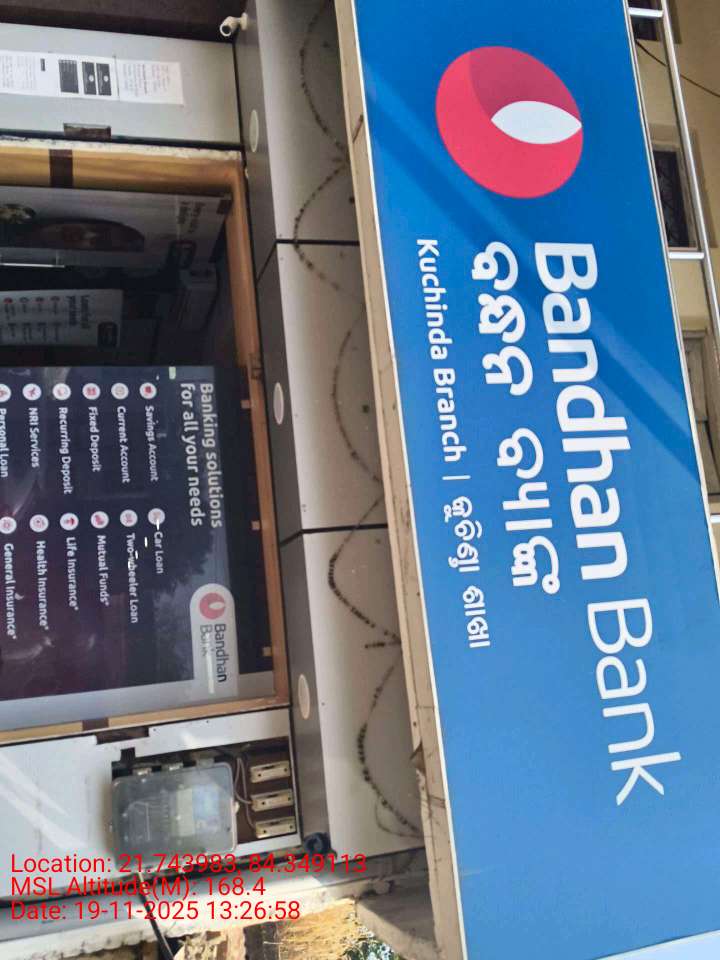 Bandhan Bank
ବନ୍ଧନ ବ୍ୟାଙ୍କ
Kuchinda Branch | କୁଚିଣ୍ଡା ଶାଖା
Banking solutions
For all your needs
Bandhan
Bank
Savings Account
Current Account
Fixed Deposit
Recurring Deposit
NRI Services
Personal Loan
Car Loan
Two-wheeler Loan
Mutual Funds*
Life Insurance*
Health Insurance*
General Insurance*
Location: 21.743983, 84.349113
MSL Altitude(M): 168.4
Date: 19-11-2025 13:26:58